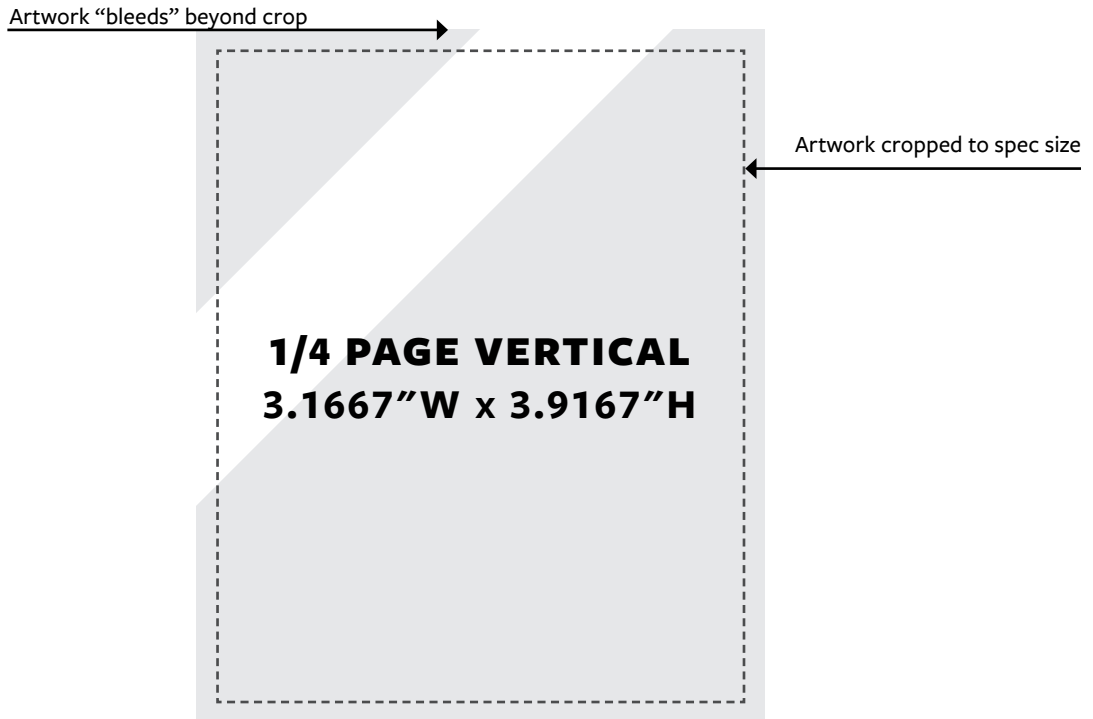 Artwork “bleeds” beyond crop
Artwork cropped to spec size
1/4 PAGE VERTICAL
3.1667″W x 3.9167″H